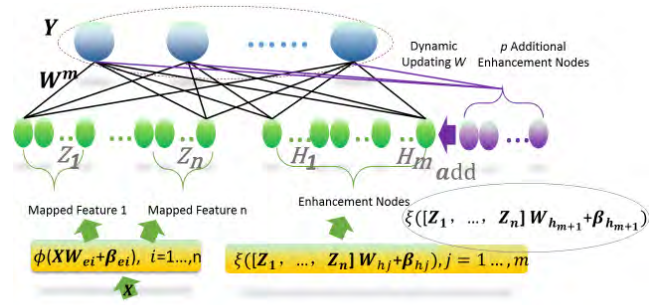 Y
Dynamic
Updating W
p Additional
Enhancement Nodes
W^m
Z_1
Z_n
H_1
H_m
add
Mapped Feature 1
Mapped Feature n
Enhancement Nodes
ξ([Z_1, ..., Z_n] W_{h_{m+1}}+β_{h_{m+1}})
ϕ(XW_{ei}+β_{ei}), i=1...,n
ξ([Z_1, ..., Z_n] W_{hj}+β_{hj}), j = 1 ..., m
X